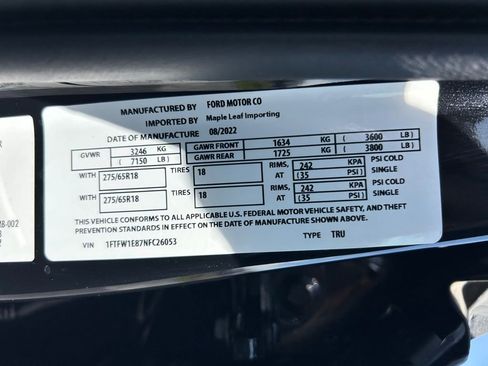 MANUFACTURED BY FORD MOTOR CO
IMPORTED BY Maple Leaf Importing
DATE OF MANUFACTURE 08/2022
GVWR 3246 KG GAWR FRONT 1634 KG ( 3600 LB)
( 7150 LB) GAWR REAR 1725 ( 3800 LB)
WITH 275/65R18 TIRES 18 RIMS, 242 KPA PSI COLD
AT (35 PSI ) SINGLE
WITH 275/65R18 TIRES 18 RIMS, 242 KPA PSI COLD
AT (35 PSI ) SINGLE
THIS VEHICLE CONFORMS TO ALL APPLICABLE U.S. FEDERAL MOTOR VEHICLE SAFETY, AND THEFT
PREVENTION STANDARDS IN EFFECT ON THE DATE OF MANUFACTURE SHOWN ABOVE.
VIN 1FTFW1E87NFC26053 TYPE TRU